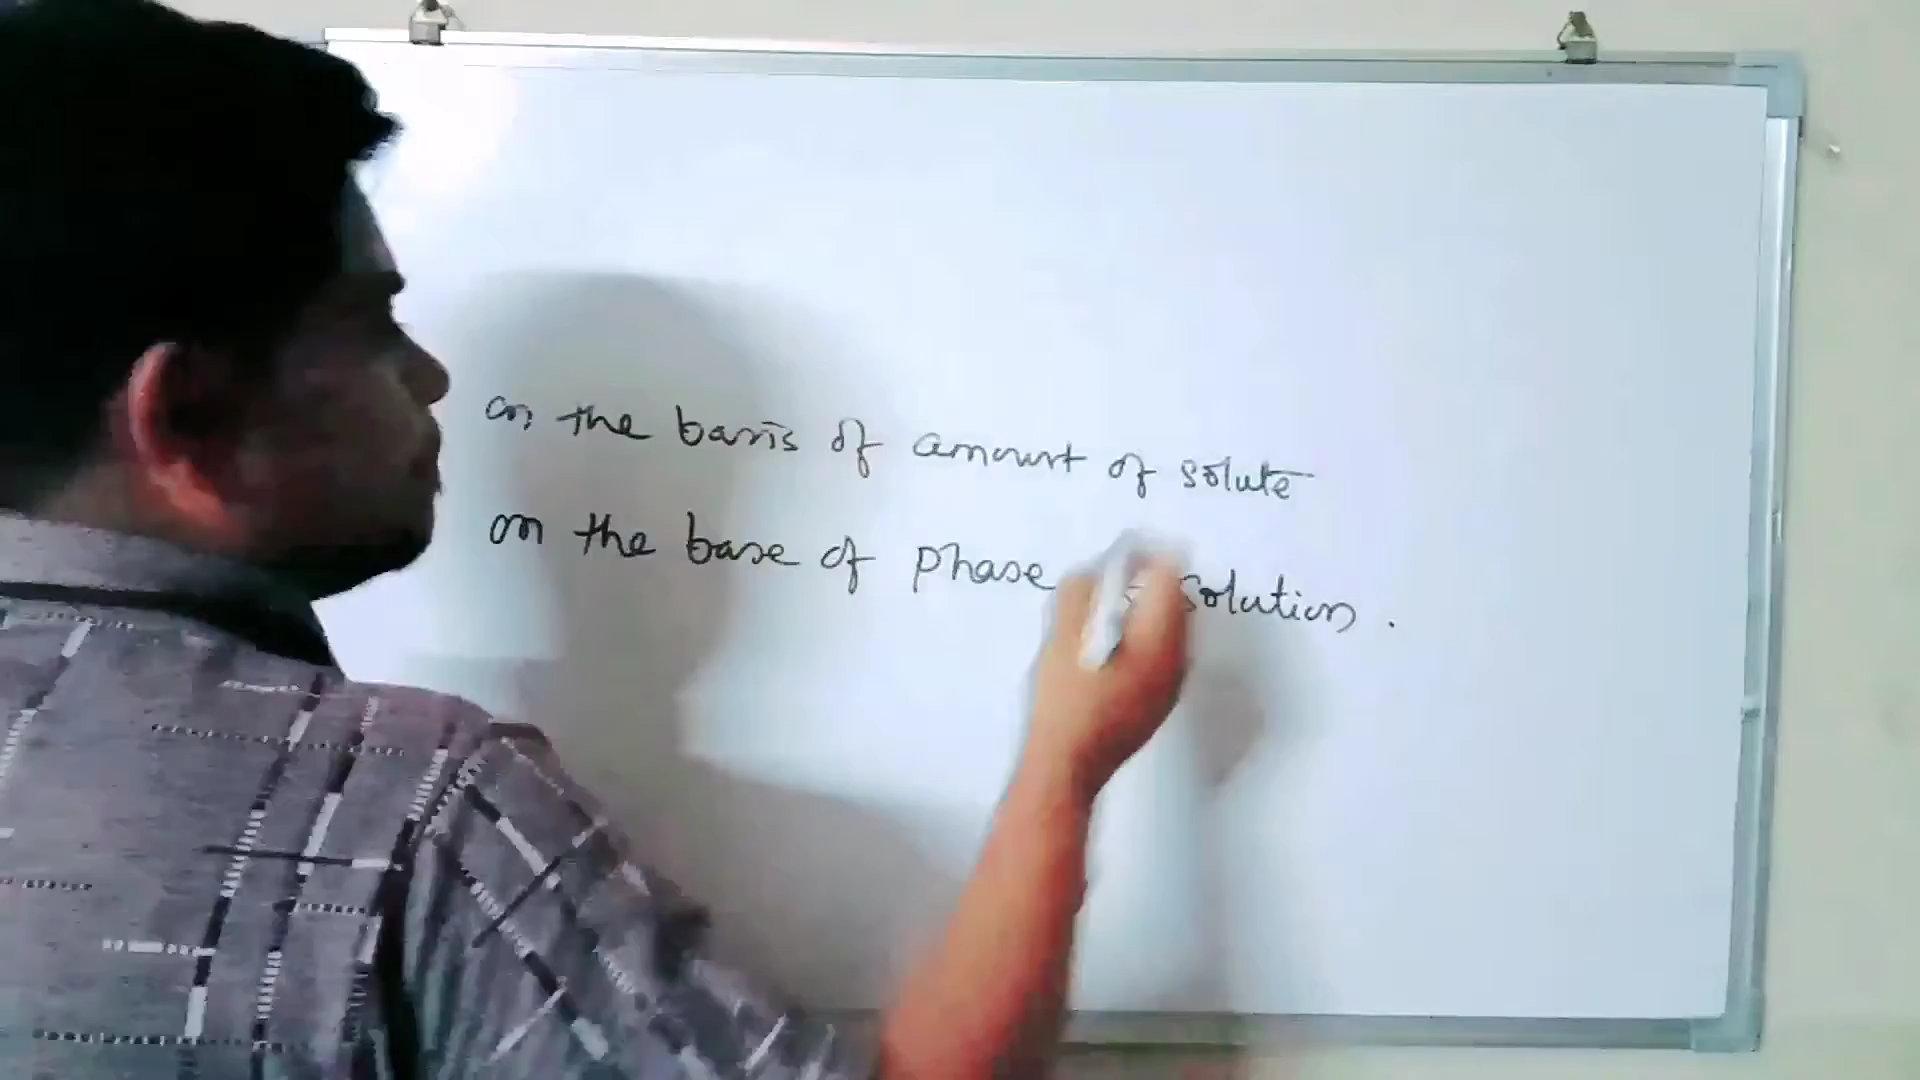 on the basis of amount of solute
on the base of phase solution.